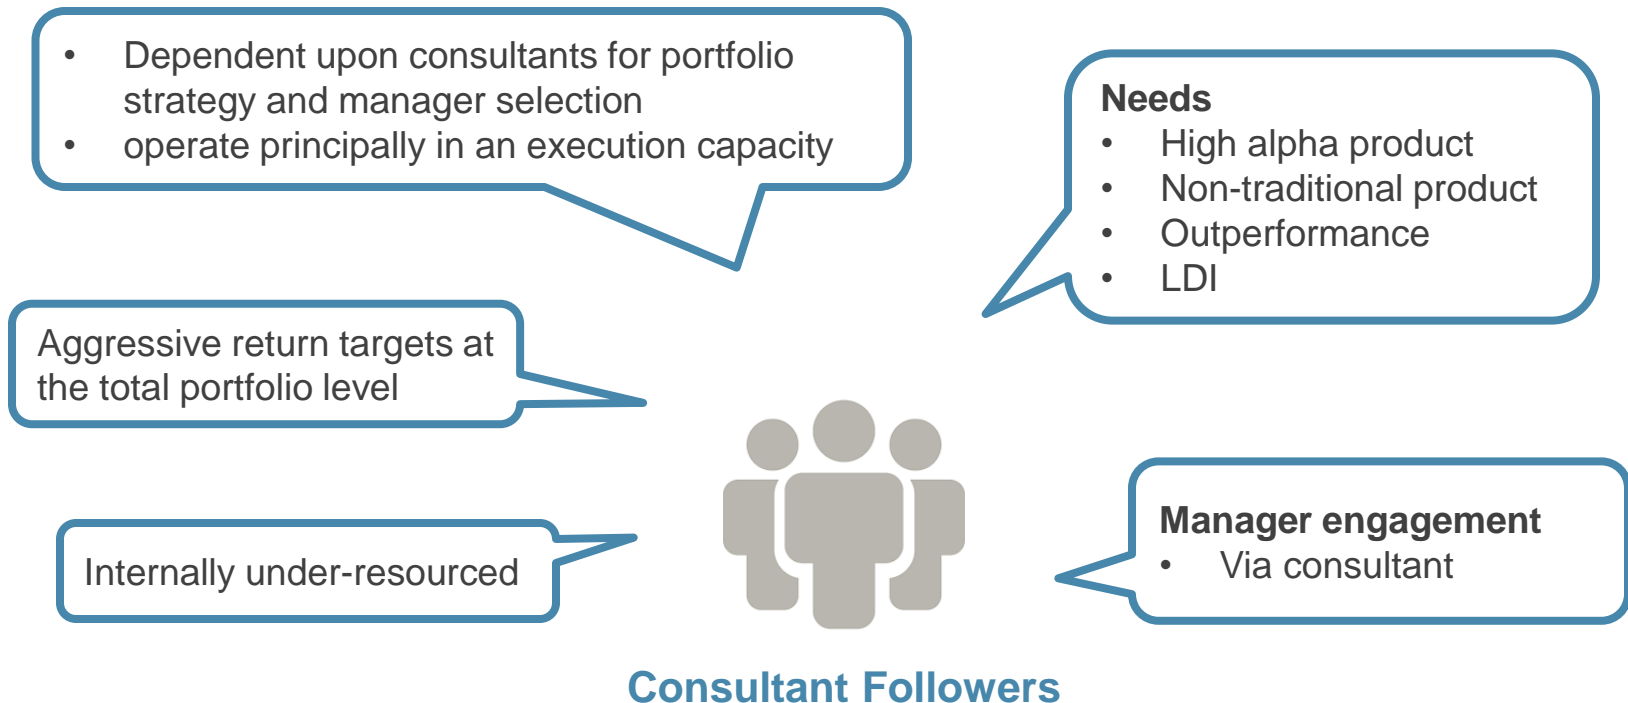 • Dependent upon consultants for portfolio
strategy and manager selection
• operate principally in an execution capacity
Needs
• High alpha product
• Non-traditional product
• Outperformance
• LDI
Aggressive return targets at
the total portfolio level
Internally under-resourced
Manager engagement
• Via consultant
Consultant Followers